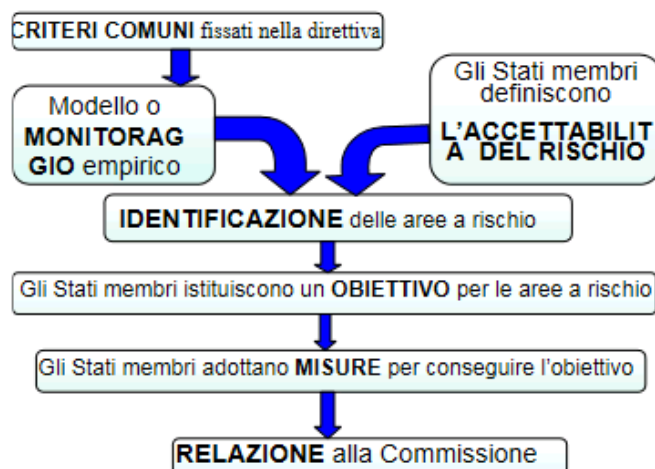 CRITERI COMUNI fissati nella direttiva
Modello o
MONITORAG
GIO empirico
Gli Stati membri
definiscono
L'ACCETTABILIT
A DEL RISCHIO
IDENTIFICAZIONE delle aree a rischio
Gli Stati membri istituiscono un OBIETTIVO per le aree a rischio
Gli Stati membri adottano MISURE per conseguire l'obiettivo
RELAZIONE alla Commissione